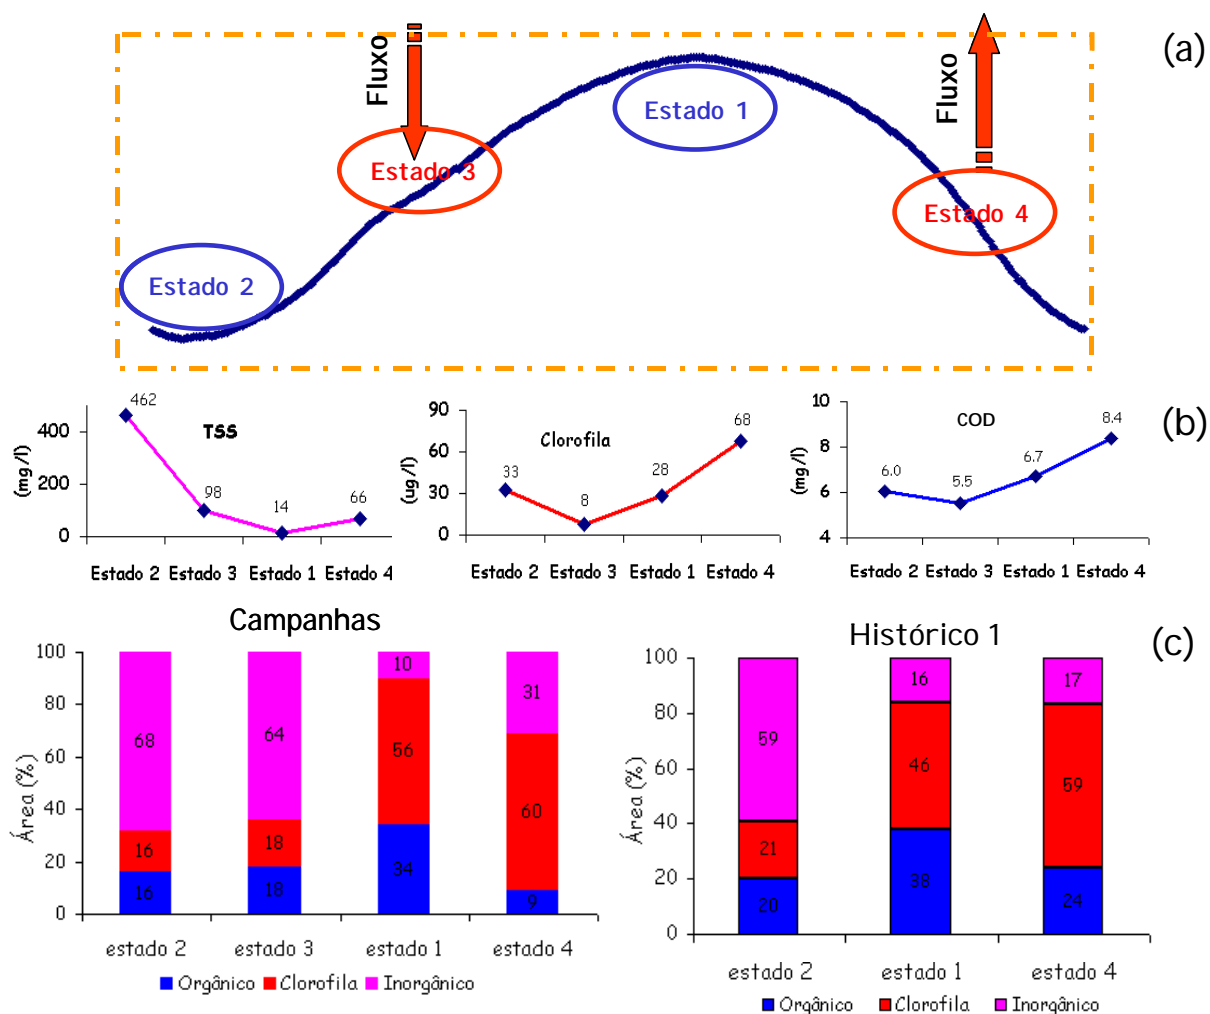 (a)
Fluxo
Fluxo
Estado 1
Estado 3
Estado 4
Estado 2
(b)
TSS
(mg/l)
400
200
0
462
98
14
66
Estado 2 Estado 3 Estado 1 Estado 4
Clorofila
(ug/l)
90
60
30
0
33
8
28
68
Estado 2 Estado 3 Estado 1 Estado 4
COD
(mg/l)
10
8
6
4
6.0
5.5
6.7
8.4
Estado 2 Estado 3 Estado 1 Estado 4
(c)
Campanhas
Área (%)
100
80
60
40
20
0
68
16
16
64
18
18
10
56
34
31
60
9
estado 2 estado 3 estado 1 estado 4
Orgânico Clorofila Inorgânico
Histórico 1
Área (%)
100
80
60
40
20
0
59
21
20
16
46
38
17
59
24
estado 2 estado 1 estado 4
Orgânico Clorofila Inorgânico